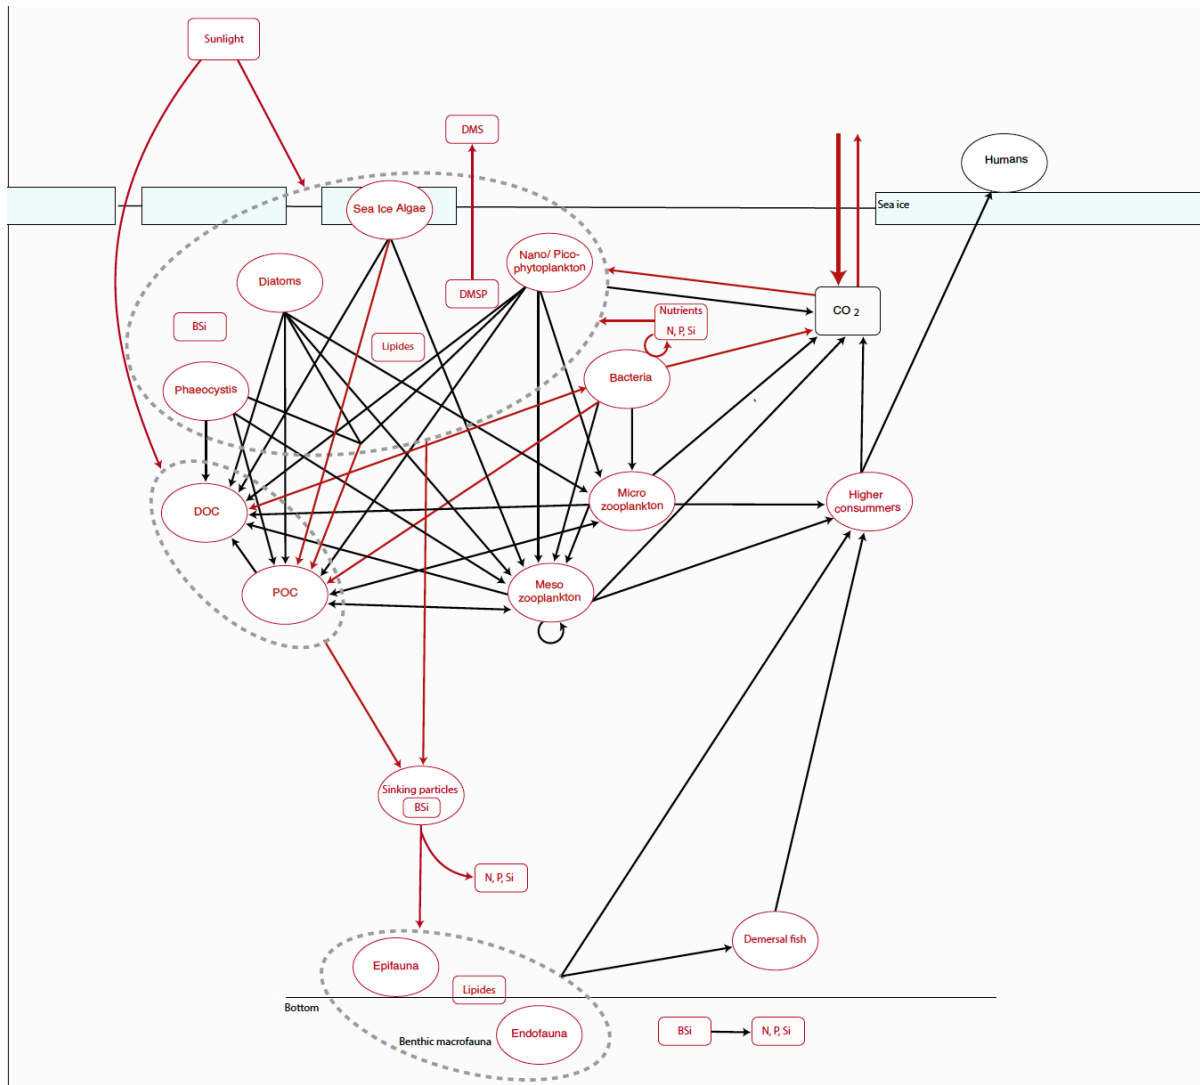 Sunlight
DMS
Humans
Sea ice
Sea Ice Algae
Nano/ Pico-
phytoplankton
Diatoms
DMSP
CO 2
BSi
Nutrients
N, P, Si
Lipides
Bacteria
Phaeocystis
Micro
zooplankton
Higher
consummers
DOC
POC
Meso
zooplankton
Sinking particles
BSi
N, P, Si
Demersal fish
Epifauna
Lipides
Bottom
Endofauna
Benthic macrofauna
BSi
N, P, Si